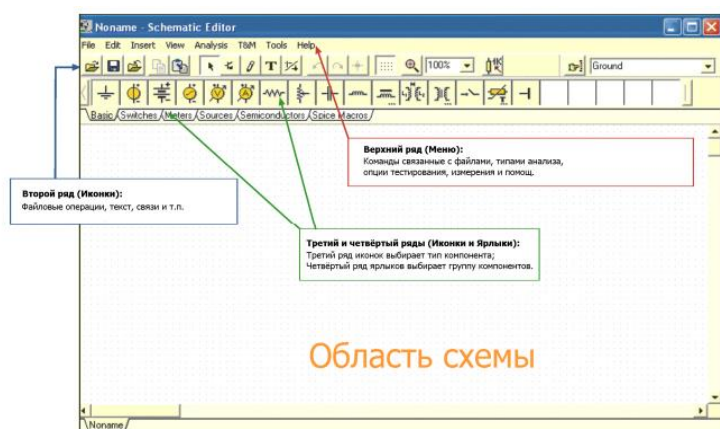 Noname - Schematic Editor
File Edit Insert View Analysis T&M Tools Help
T 100% Ground
Basic Switches Meters Sources Semiconductors Spice Macros
Верхний ряд (Меню):
Команды связанные с файлами, типами анализа,
опции тестирования, измерения и помощ.
Второй ряд (Иконки):
Файловые операции, текст, связи и т.п.
Третий и четвёртый ряды (Иконки и Ярлыки):
Третий ряд иконок выбирает тип компонента;
Четвёртый ряд ярлыков выбирает группу компонентов.
Область схемы
Noname